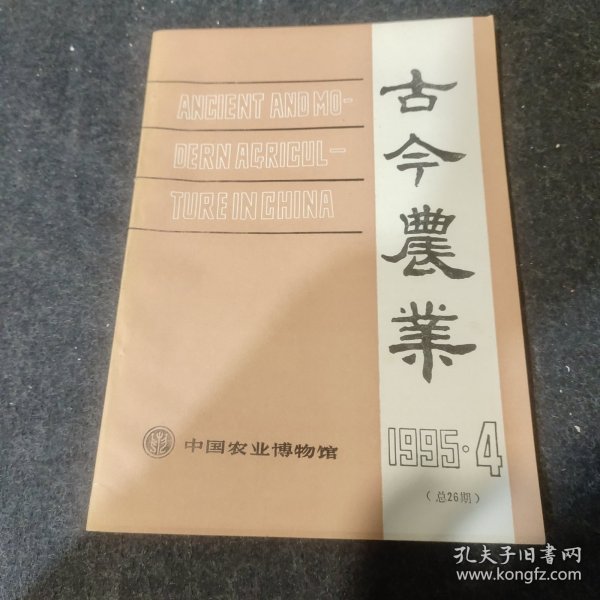 ANCIENT AND MO-
DERN AGRICUL-
TURE IN CHINA
古今農業
1995·4
(总26期)
中国农业博物馆
孔夫子旧書网
www.kongfz.com